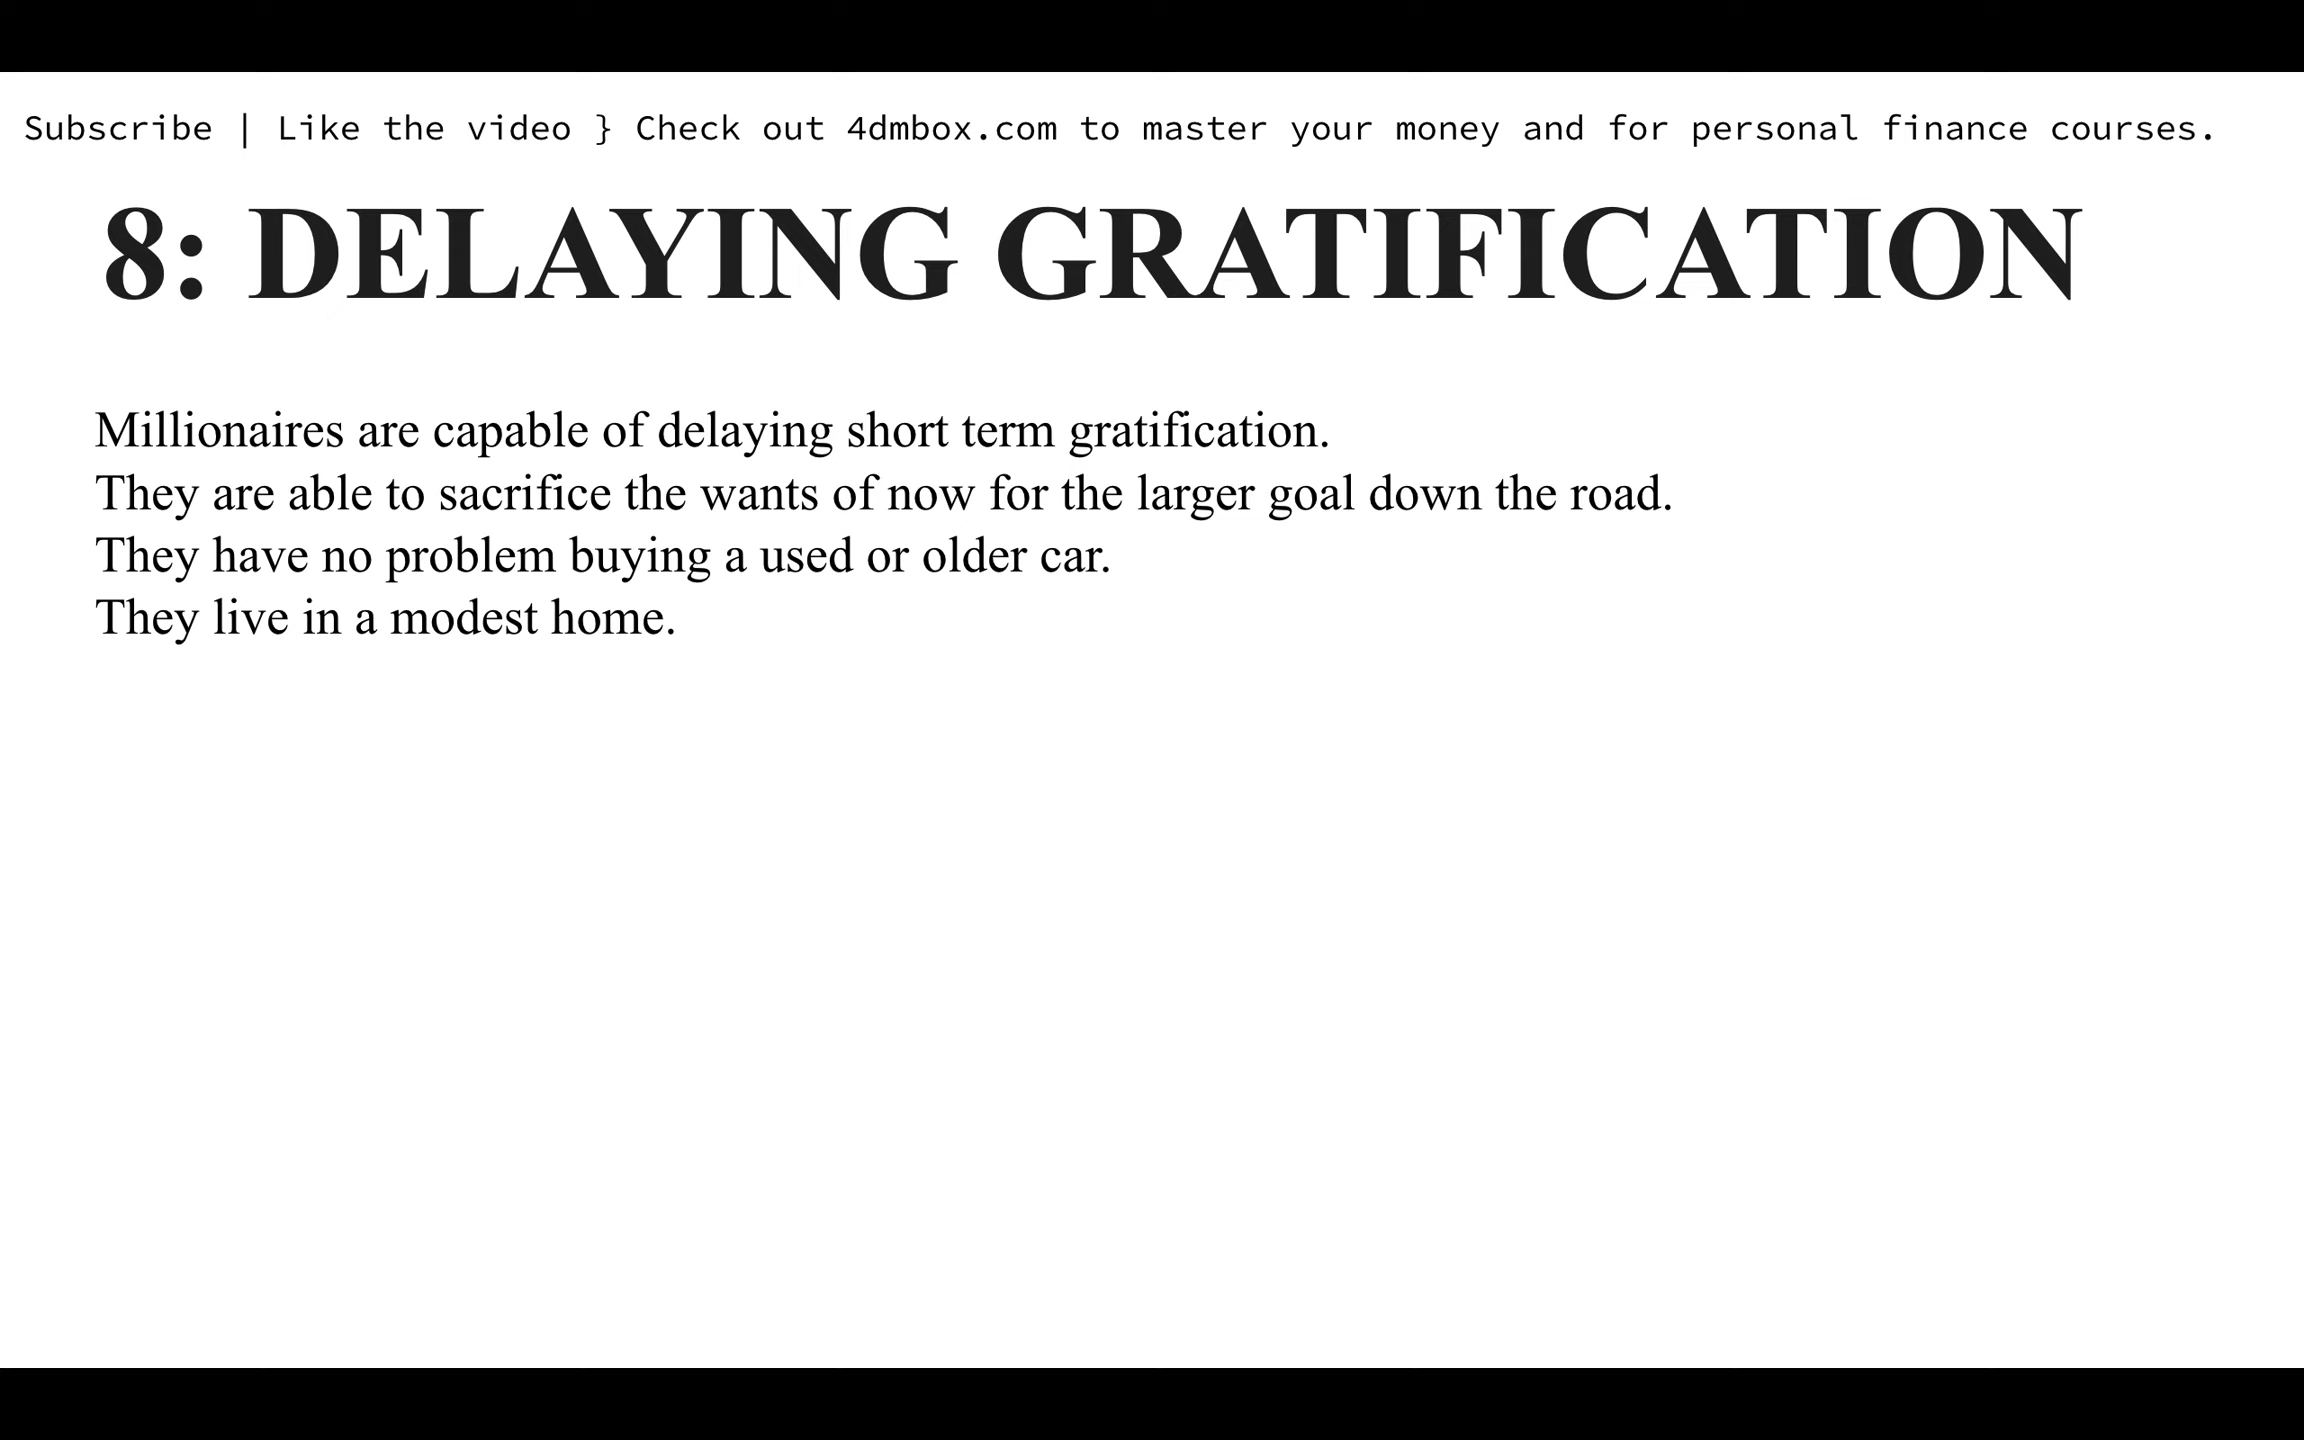 Subscribe | Like the video } Check out 4dmbox.com to master your money and for personal finance courses.
8: DELAYING GRATIFICATION
Millionaires are capable of delaying short term gratification.
They are able to sacrifice the wants of now for the larger goal down the road.
They have no problem buying a used or older car.
They live in a modest home.